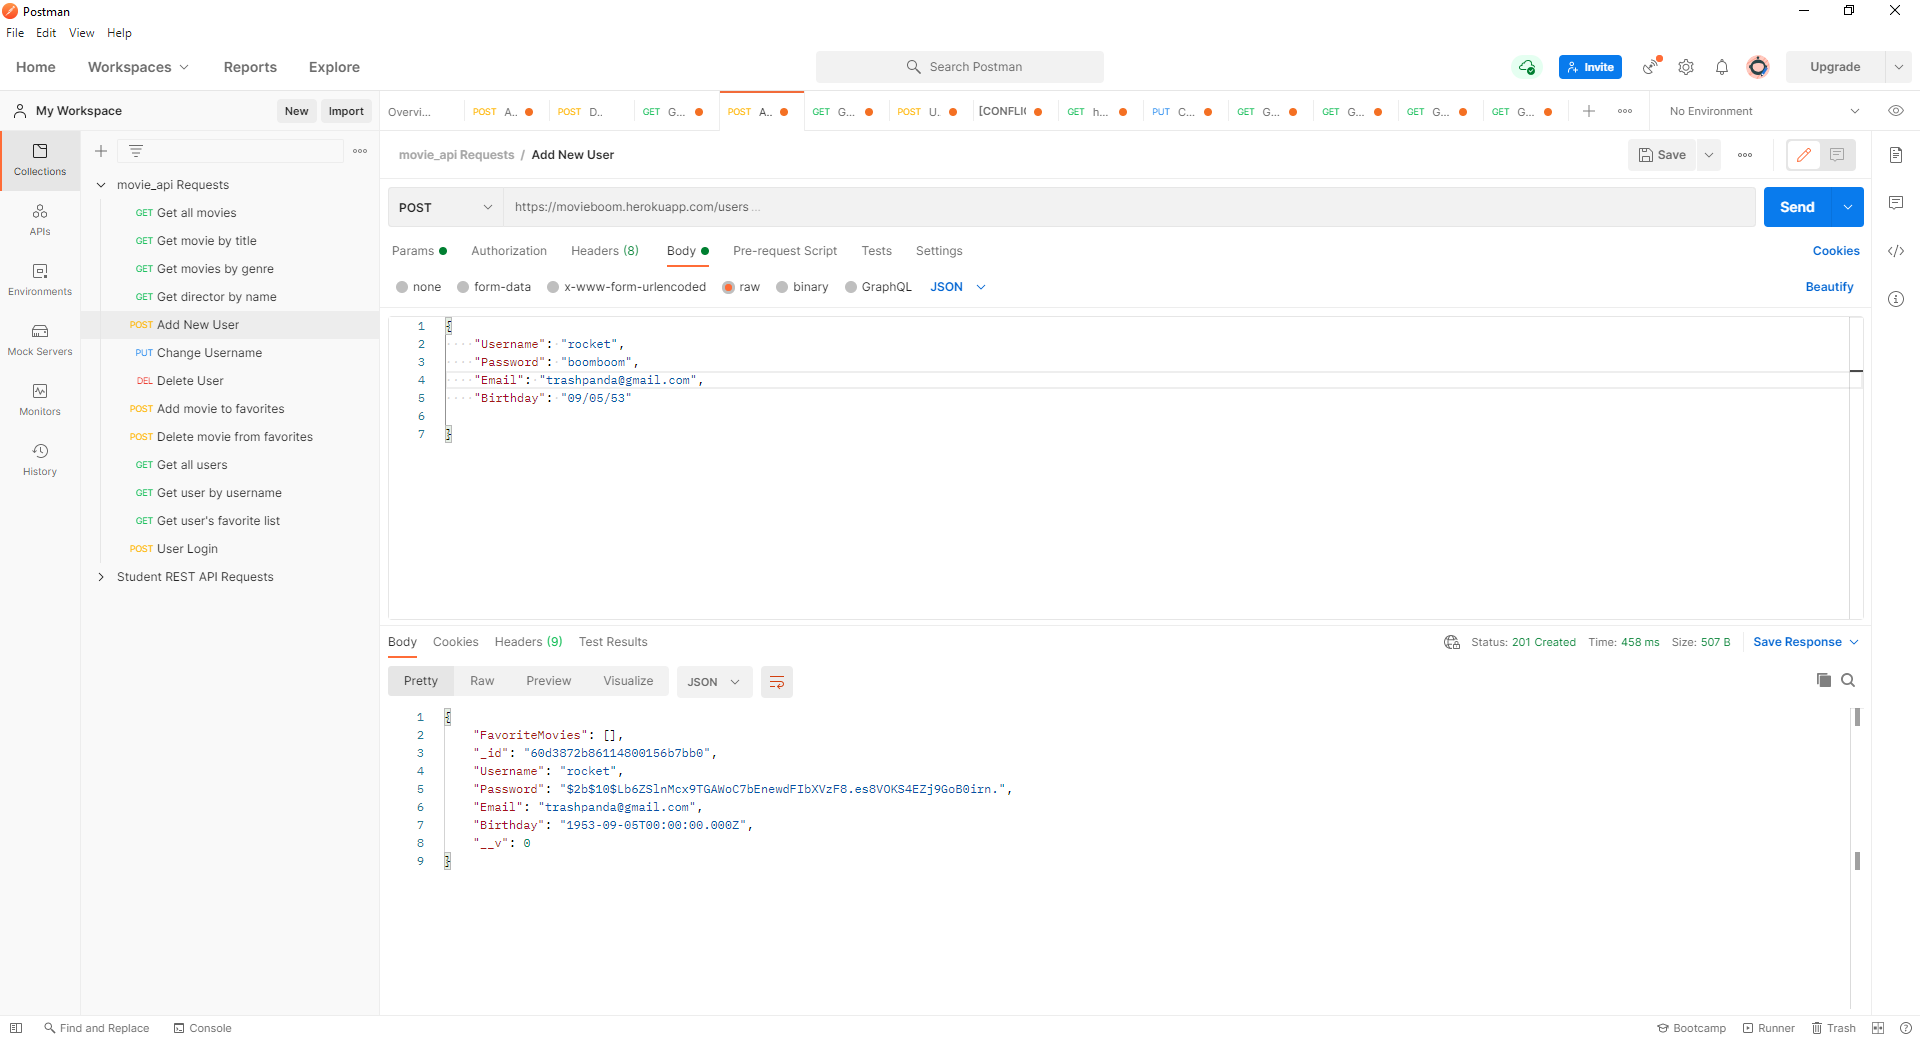 Postman
File Edit View Help
Home Workspaces Reports Explore Search Postman Invite Upgrade
My Workspace New Import
Overvi... POST A.. POST D.. GET G... POST A.. GET G... POST U. [CONFLI GET h... PUT C... GET G... GET G... GET G... GET G... No Environment
Collections
APIs
Environments
Mock Servers
Monitors
History
movie_api Requests
GET Get all movies
GET Get movie by title
GET Get movies by genre
GET Get director by name
POST Add New User
PUT Change Username
DEL Delete User
POST Add movie to favorites
POST Delete movie from favorites
GET Get all users
GET Get user by username
GET Get user's favorite list
POST User Login
Student REST API Requests
movie_api Requests / Add New User Save
POST https://movieboom.herokuapp.com/users ... Send
Params Authorization Headers (8) Body Pre-request Script Tests Settings Cookies
none form-data x-www-form-urlencoded raw binary GraphQL JSON Beautify
1 {
2 "Username": "rocket",
3 "Password": "boomboom",
4 "Email": "trashpanda@gmail.com",
5 "Birthday": "09/05/53"
6
7 }
Body Cookies Headers (9) Test Results Status: 201 Created Time: 458 ms Size: 507 B Save Response
Pretty Raw Preview Visualize JSON
1 {
2 "FavoriteMovies": [],
3 "_id": "60d3872b86114800156b7bb0",
4 "Username": "rocket",
5 "Password": "$2b$10$Lb6ZSlnMcx9TGAWoC7bEnewdFIbXVzF8.es8VOKS4EZj9GoB0irn.",
6 "Email": "trashpanda@gmail.com",
7 "Birthday": "1953-09-05T00:00:00.000Z",
8 "__v": 0
9 }
Find and Replace Console Bootcamp Runner Trash